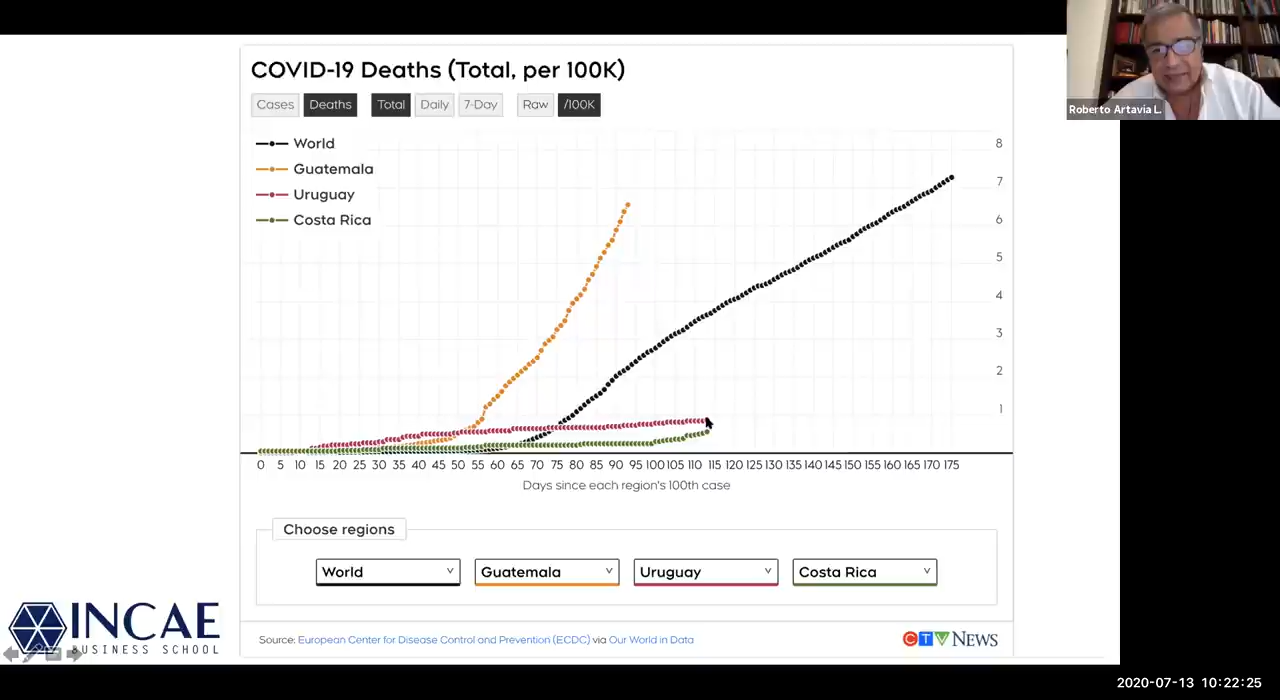 COVID-19 Deaths (Total, per 100K)
Cases Deaths Total Daily 7-Day Raw /100K
World
Guatemala
Uruguay
Costa Rica
8
7
6
5
4
3
2
1
0 5 10 15 20 25 30 35 40 45 50 55 60 65 70 75 80 85 90 95 100 105 110 115 120 125 130 135 140 145 150 155 160 165 170 175
Days since each region's 100th case
Choose regions
World Guatemala Uruguay Costa Rica
Source: European Center for Disease Control and Prevention (ECDC) via Our World in Data
CTV NEWS
INCAE
BUSINESS SCHOOL
Roberto Artavia L.
2020-07-13 10:22:25